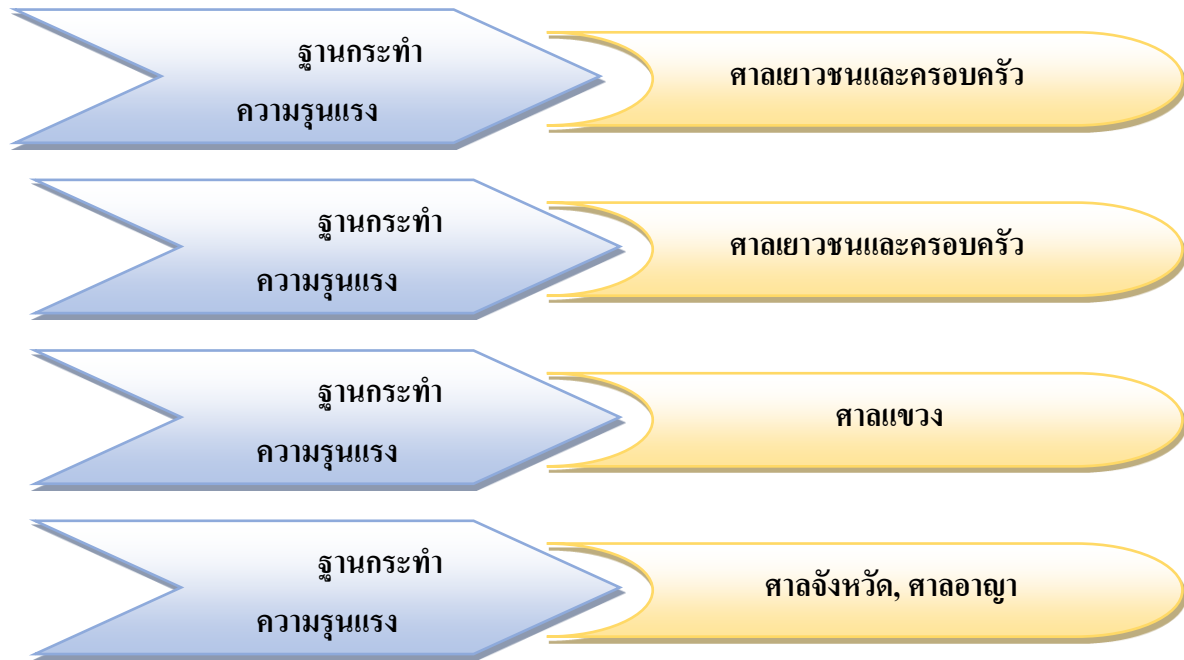 ฐานกระทำ
ความรุนแรง
ศาลเยาวชนและครอบครัว
ฐานกระทำ
ความรุนแรง
ศาลเยาวชนและครอบครัว
ฐานกระทำ
ความรุนแรง
ศาลแขวง
ฐานกระทำ
ความรุนแรง
ศาลจังหวัด, ศาลอาญา